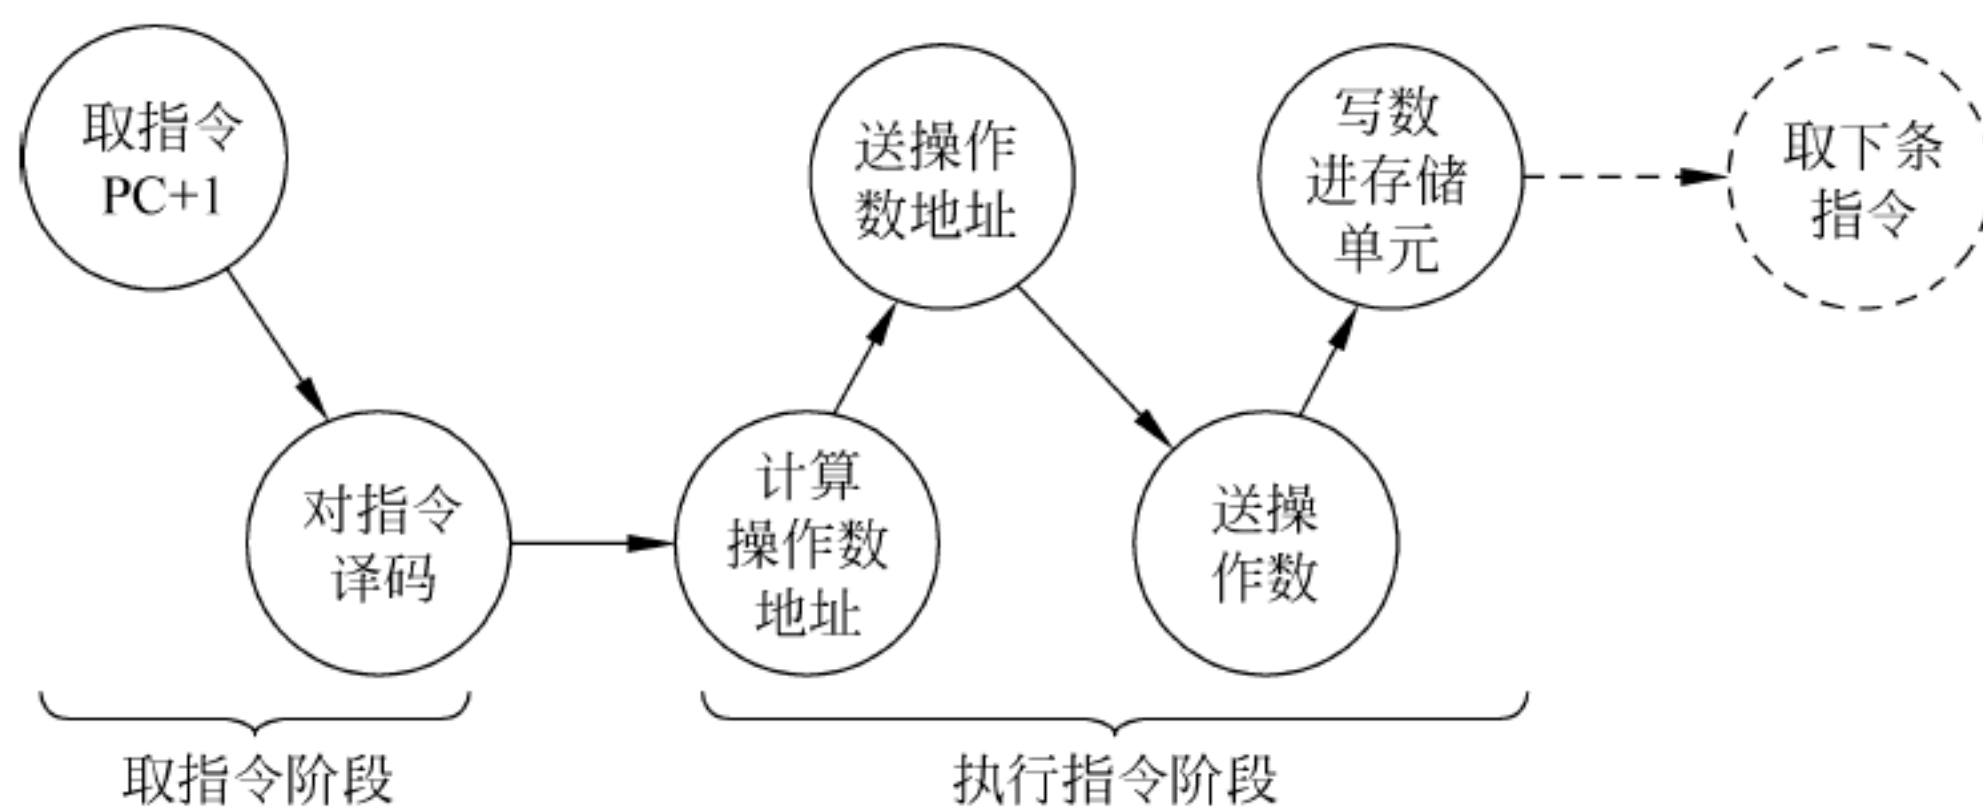 取指令
PC+1
对指令
译码
计算
操作数
地址
送操作
数地址
送操
作数
写数
进存储
单元
取下条
指令
取指令阶段
执行指令阶段